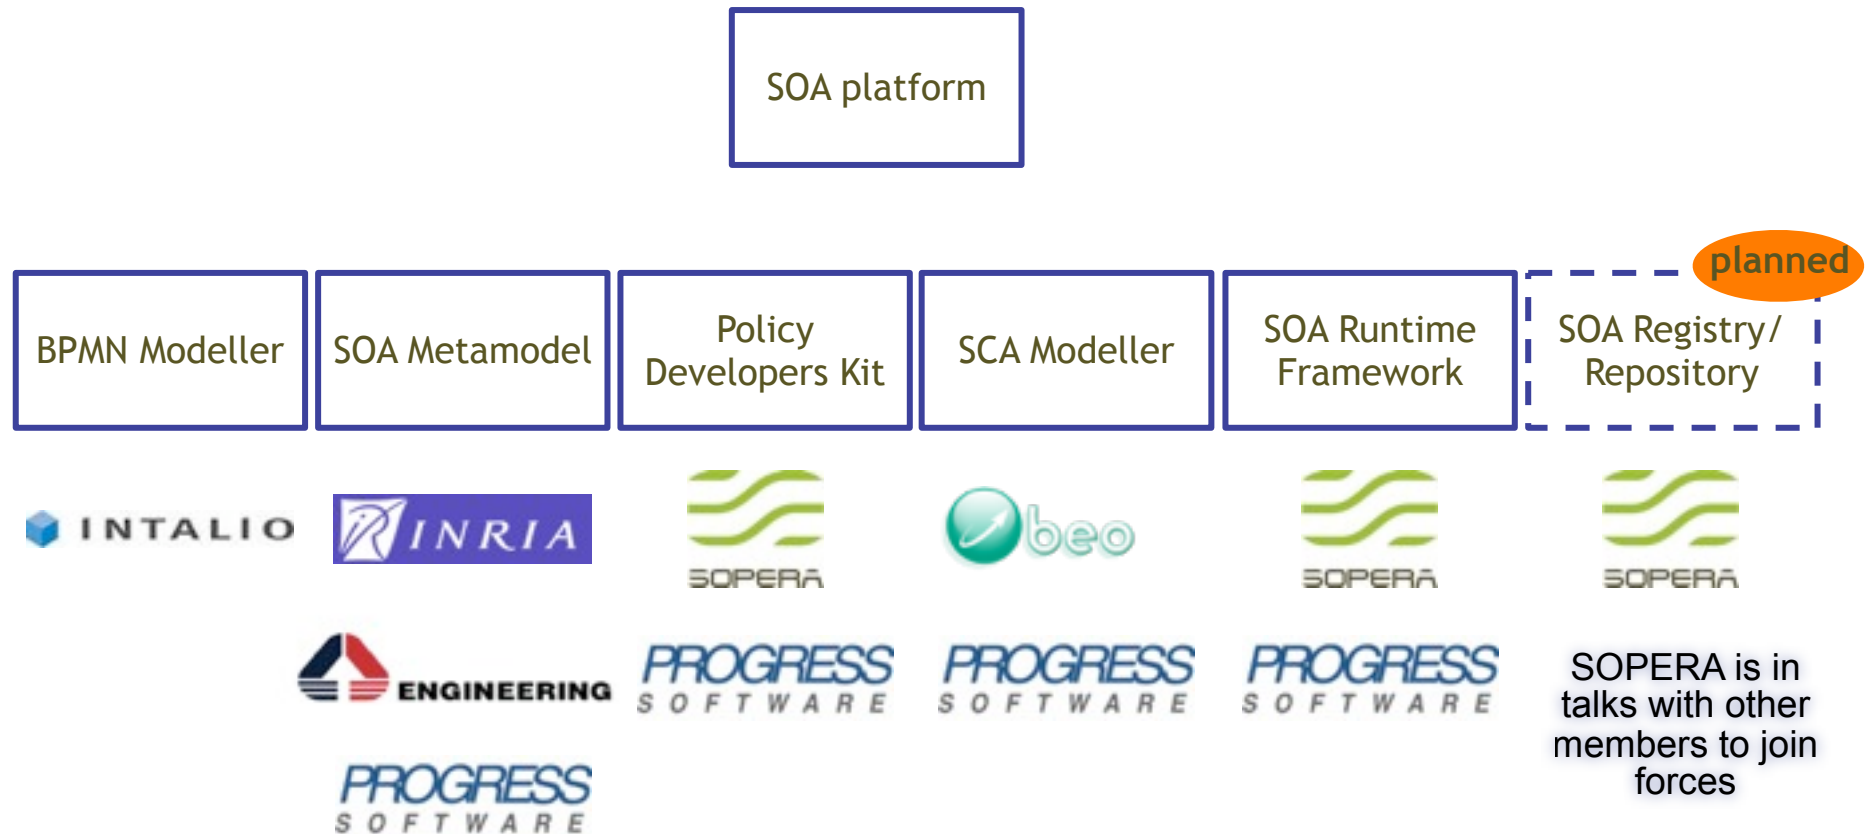 SOA platform
planned
BPMN Modeller
SOA Metamodel
Policy
Developers Kit
SCA Modeller
SOA Runtime
Framework
SOA Registry/
Repository
INTALIO
INRIA
SOPERA
obeo
SOPERA
SOPERA
ENGINEERING
PROGRESS
SOFTWARE
PROGRESS
SOFTWARE
PROGRESS
SOFTWARE
SOPERA is in
talks with other
members to join
forces
PROGRESS
SOFTWARE